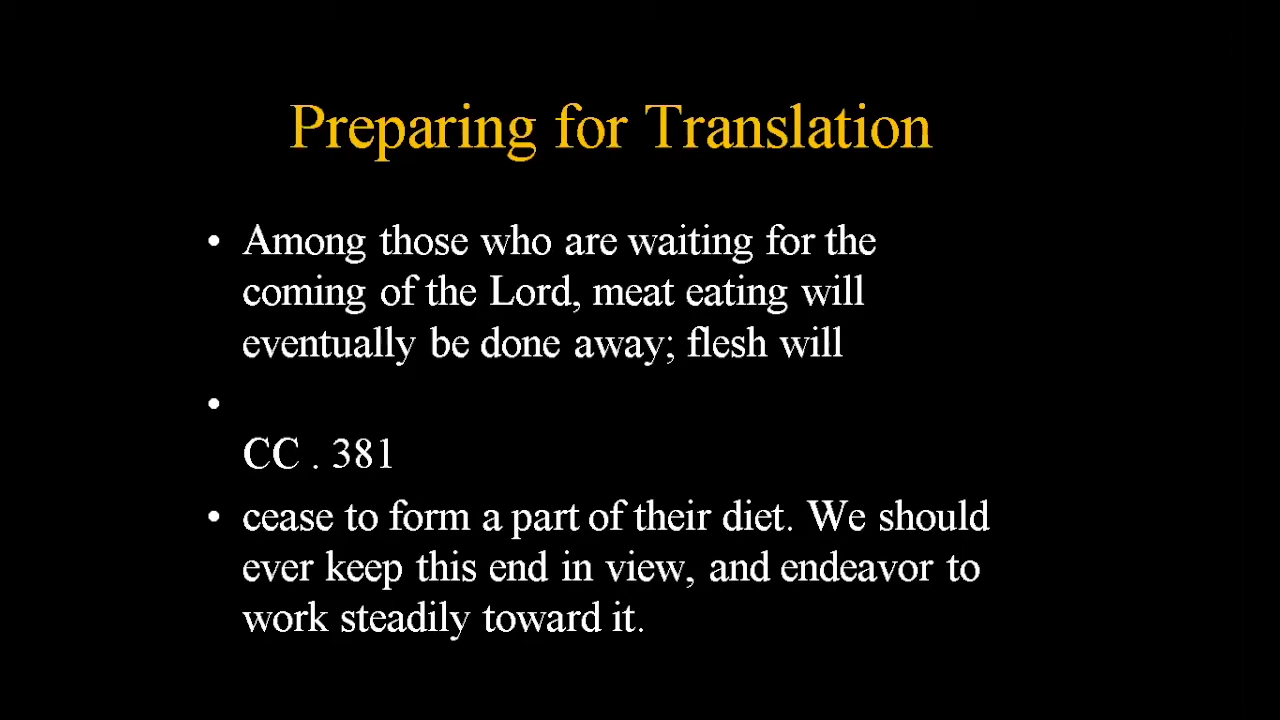 Preparing for Translation
• Among those who are waiting for the
coming of the Lord, meat eating will
eventually be done away; flesh will
•
CC . 381
• cease to form a part of their diet. We should
ever keep this end in view, and endeavor to
work steadily toward it.